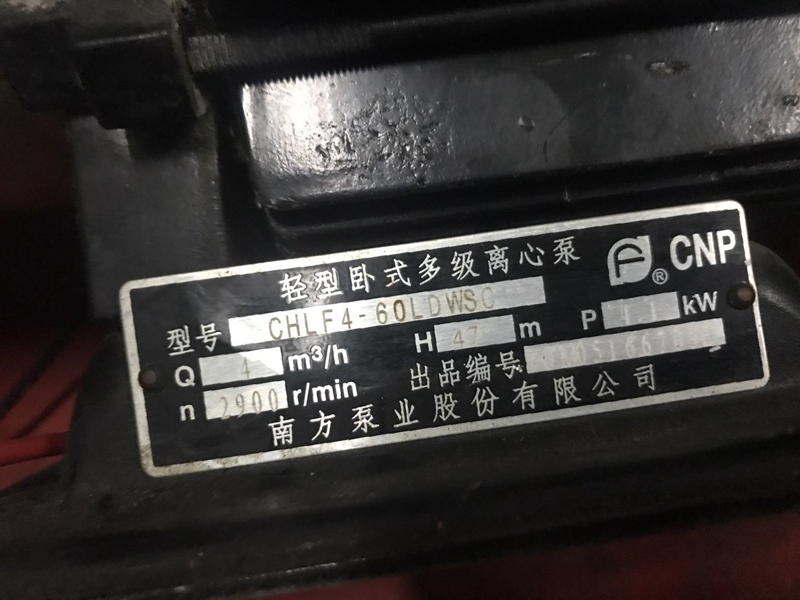 轻型卧式多级离心泵 ® CNP
型号 CHLF4-60LDWSC
Q 4 m³/h H 47 m P 1.1 kW
n 2900 r/min 出品编号
南方泵业股份有限公司